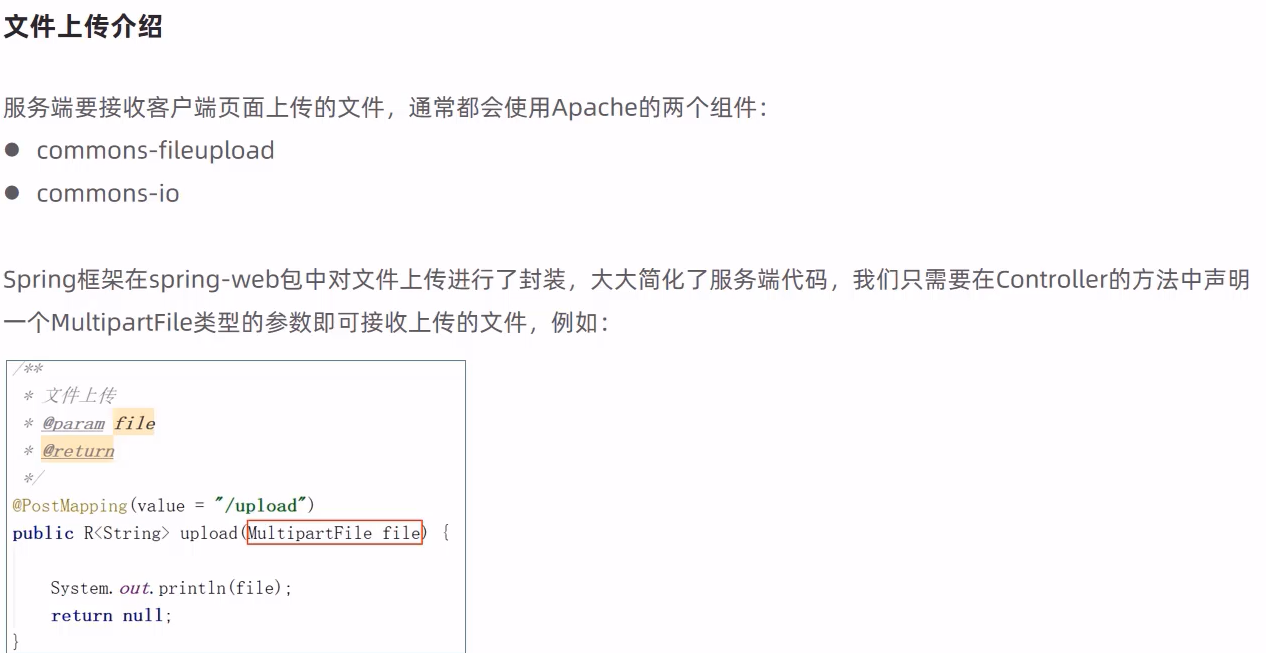 文件上传介绍
服务端要接收客户端页面上传的文件，通常都会使用Apache的两个组件：
● commons-fileupload
● commons-io
Spring框架在spring-web包中对文件上传进行了封装，大大简化了服务端代码，我们只需要在Controller的方法中声明
一个MultipartFile类型的参数即可接收上传的文件，例如：
/**
* 文件上传
* @param file
* @return
*/
@PostMapping(value = "/upload")
public R<String> upload(MultipartFile file) {
System.out.println(file);
return null;
}